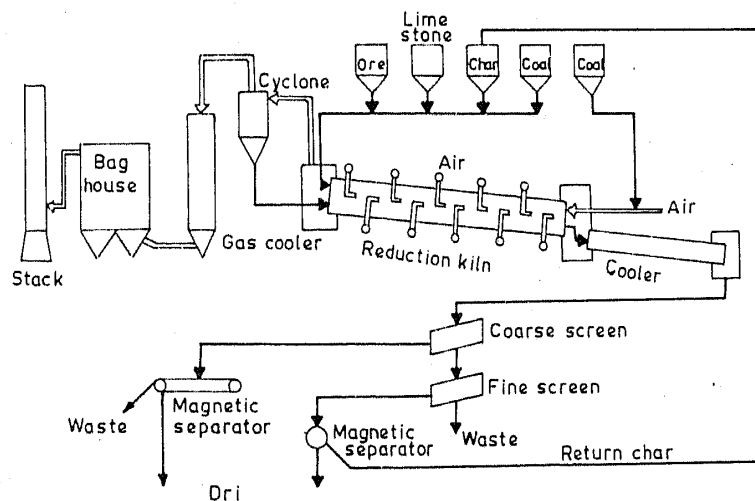 Lime
stone
Ore
Char
Coal
Coal
Cyclone
Air
Bag
house
Air
Gas cooler
Reduction kiln
Cooler
Stack
Coarse screen
Fine screen
Waste
Magnetic
separator
Magnetic
separator
Waste
Return char
Dri